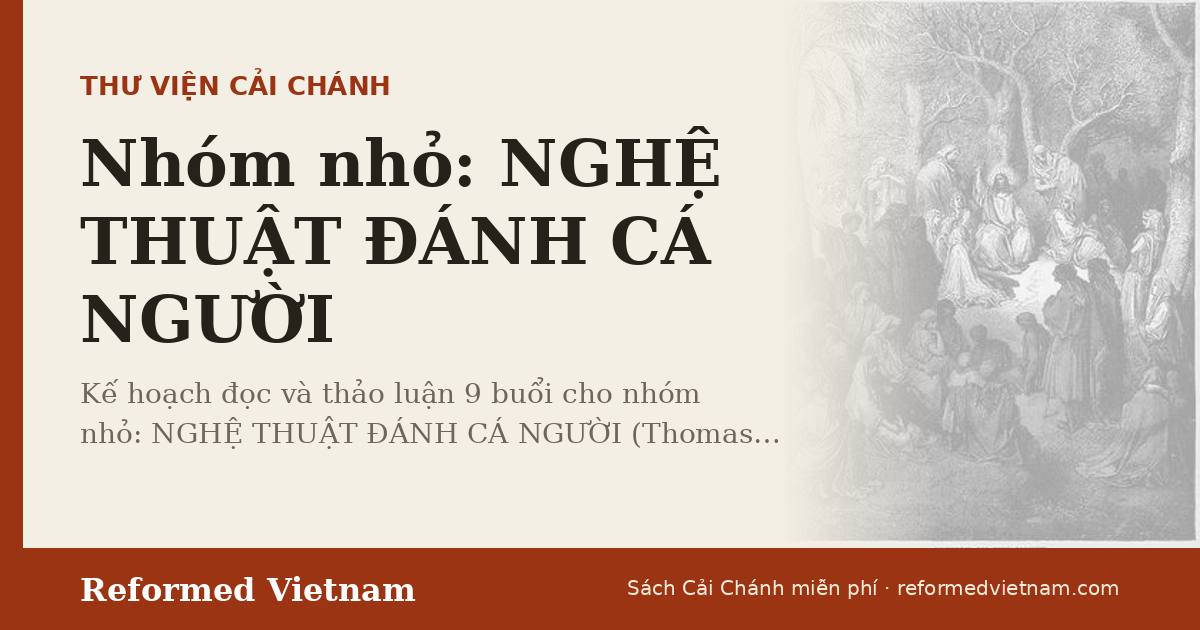 THƯ VIỆN CẢI CHÁNH
Nhóm nhỏ: NGHỆ
THUẬT ĐÁNH CÁ
NGƯỜI
Kế hoạch đọc và thảo luận 9 buổi cho nhóm
nhỏ: NGHỆ THUẬT ĐÁNH CÁ NGƯỜI (Thomas...
Reformed Vietnam
Sách Cải Chánh miễn phí · reformedvietnam.com